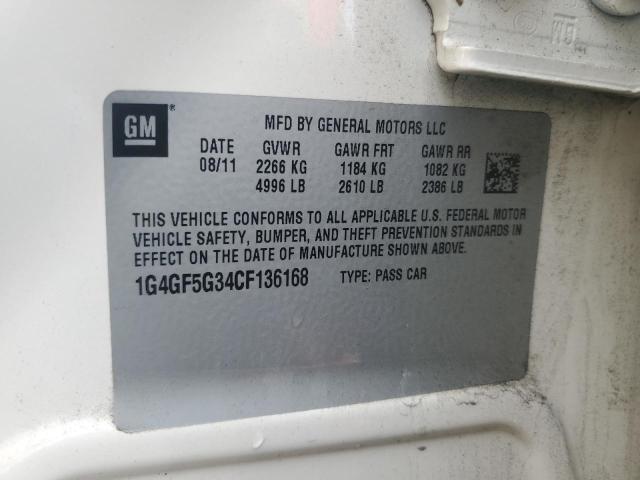 GM
GM ®
MFD BY GENERAL MOTORS LLC
DATE GVWR GAWR FRT GAWR RR
08/11 2266 KG 1184 KG 1082 KG
4996 LB 2610 LB 2386 LB
THIS VEHICLE CONFORMS TO ALL APPLICABLE U.S. FEDERAL MOTOR
VEHICLE SAFETY, BUMPER, AND THEFT PREVENTION STANDARDS IN
EFFECT ON THE DATE OF MANUFACTURE SHOWN ABOVE.
1G4GF5G34CF136168 TYPE: PASS CAR